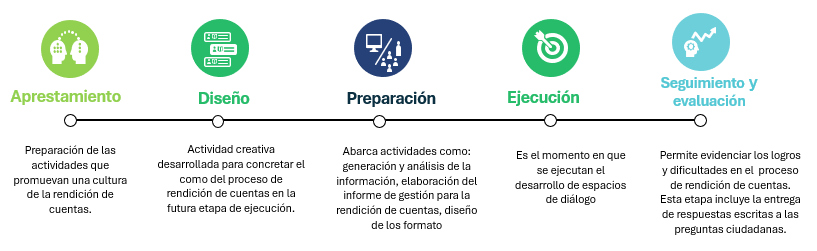 Aprestamiento
Preparación de las
actividades que
promuevan una cultura
de la rendición de
cuentas.
Diseño
Actividad creativa
desarrollada para concretar el
como del proceso de
rendición de cuentas en la
futura etapa de ejecución.
Preparación
Abarca actividades como:
generación y análisis de la
información, elaboración del
informe de gestión para la
rendición de cuentas, diseño
de los formato
Ejecución
Es el momento en que
se ejecutan el
desarrollo de espacios
de diálogo
Seguimiento y
evaluación
Permite evidenciar los logros
y dificultades en el proceso
de rendición de cuentas.
Esta etapa incluye la entrega
de respuestas escritas a las
preguntas ciudadanas.